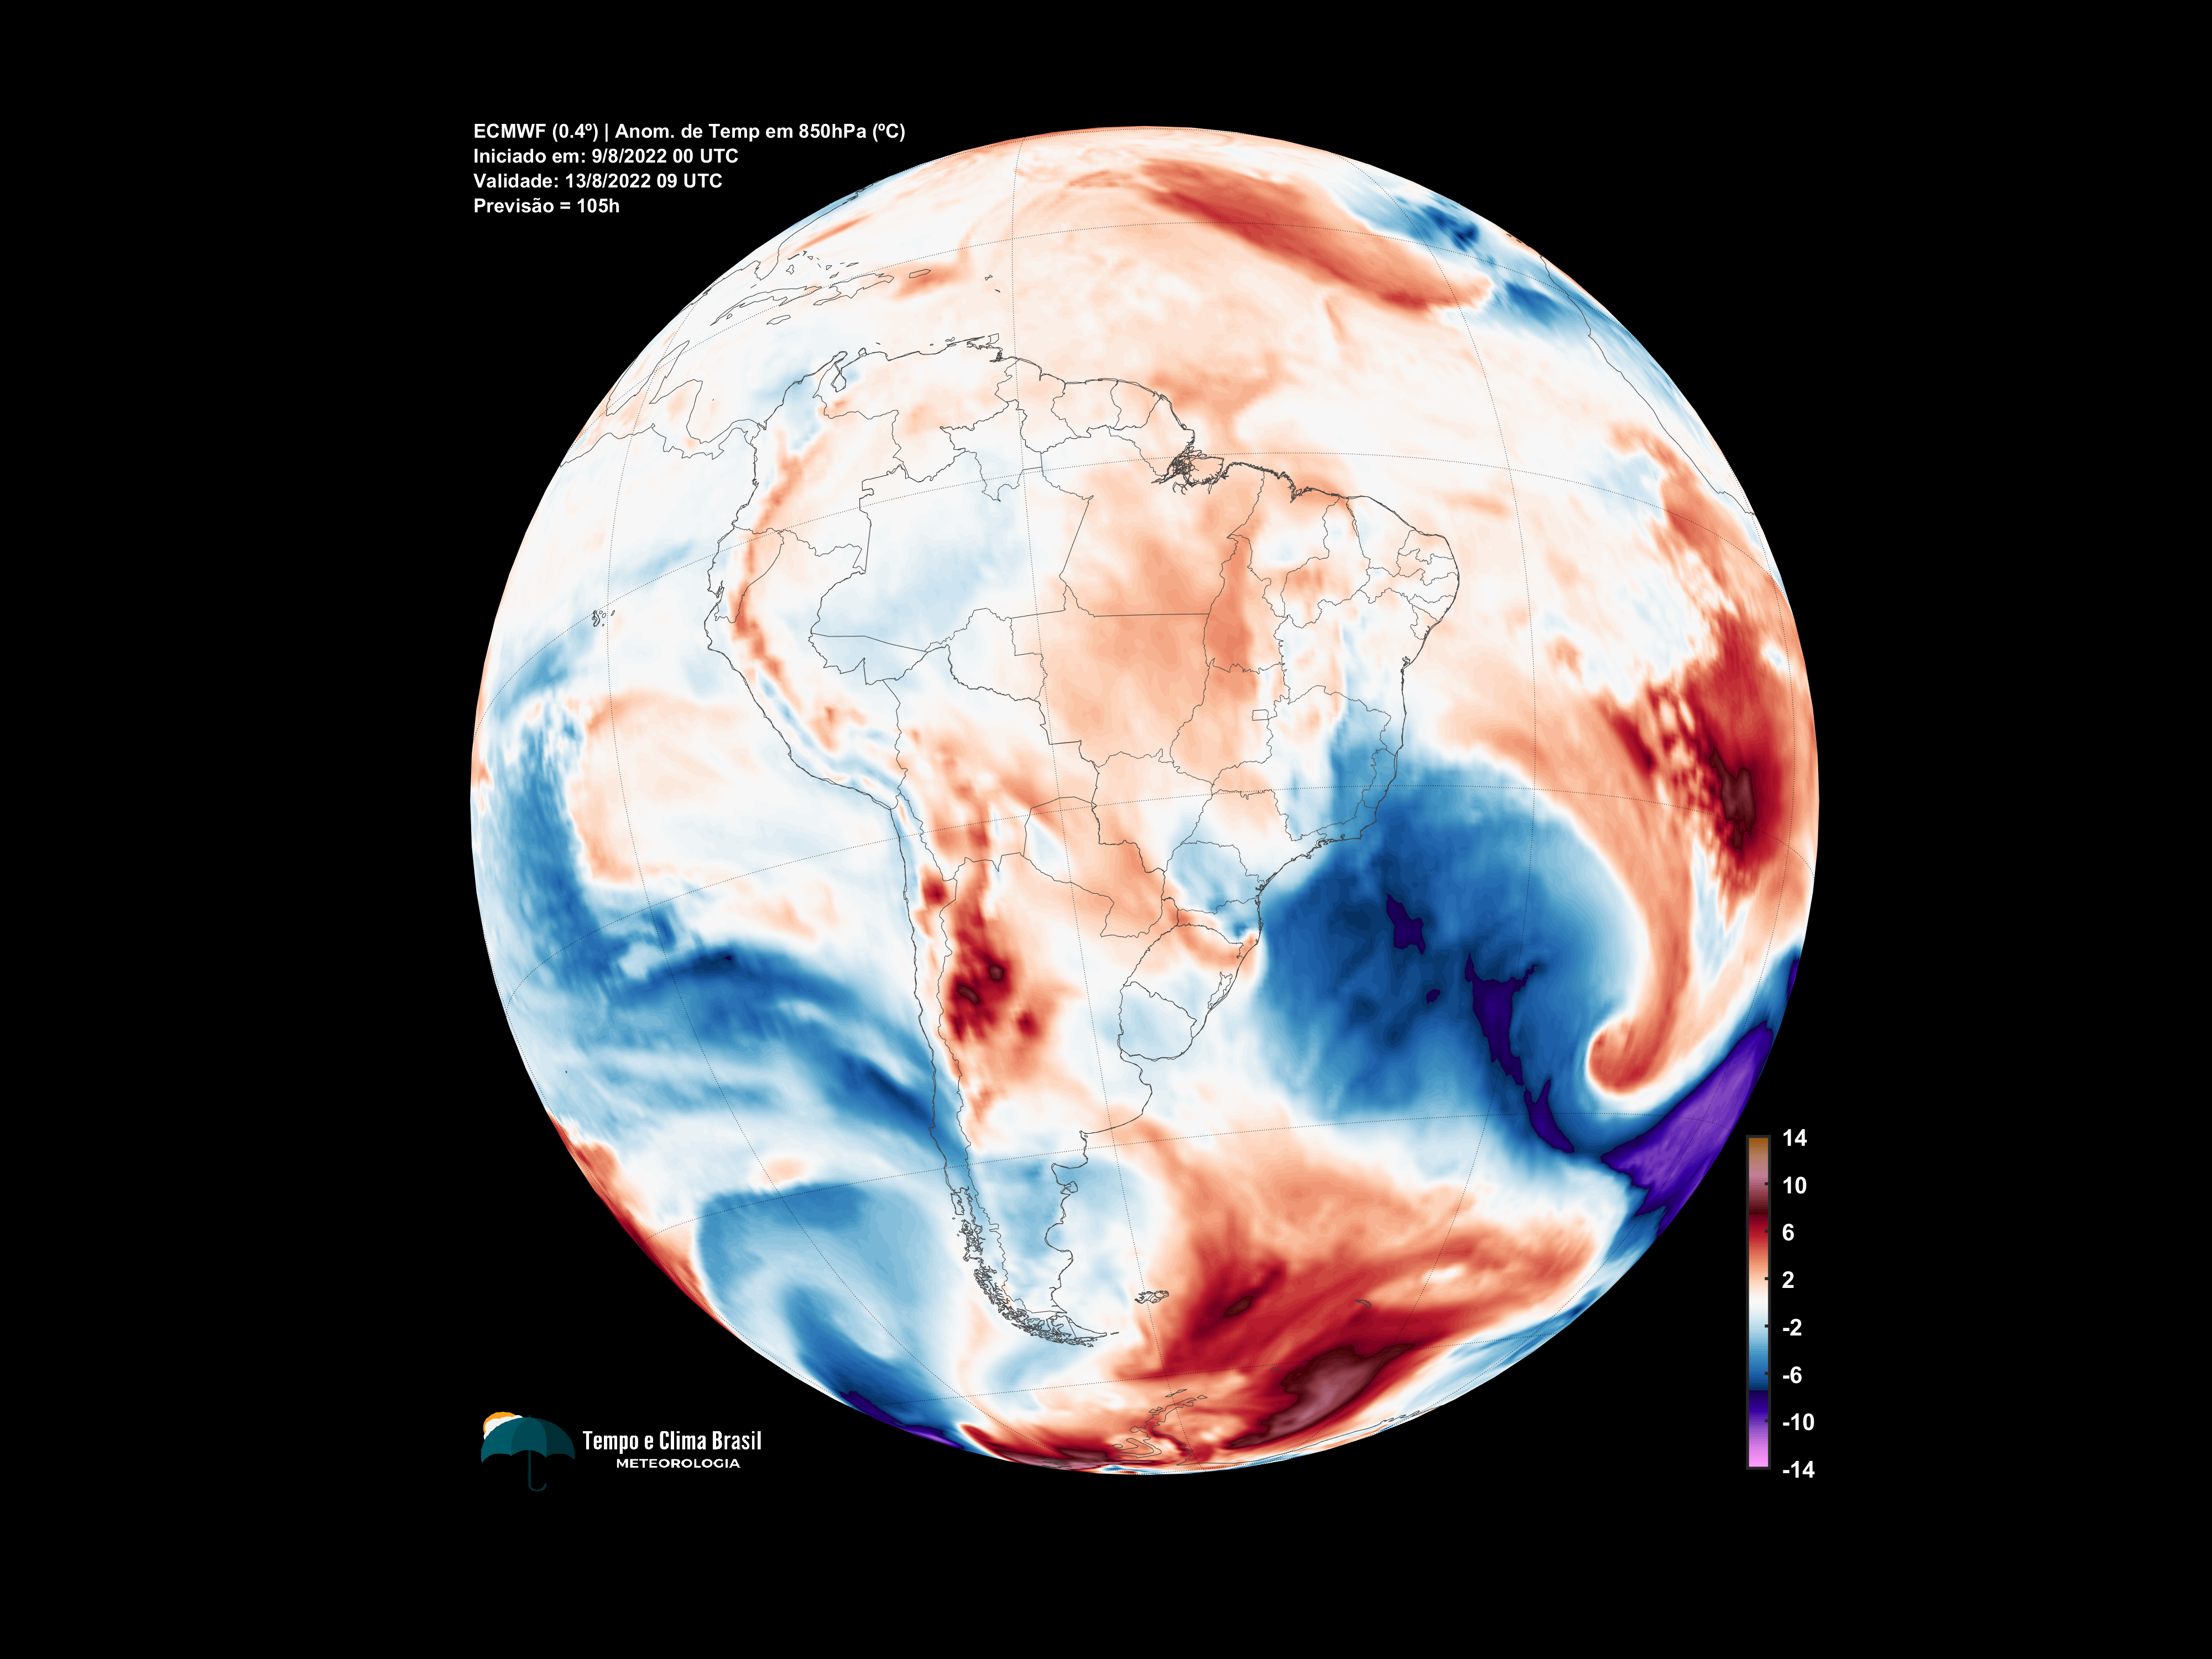 ECMWF (0.4º) | Anom. de Temp em 850hPa (ºC)
Iniciado em: 9/8/2022 00 UTC
Validade: 13/8/2022 09 UTC
Previsão = 105h
14
10
6
2
-2
-6
-10
-14
Tempo e Clima Brasil
METEOROLOGIA